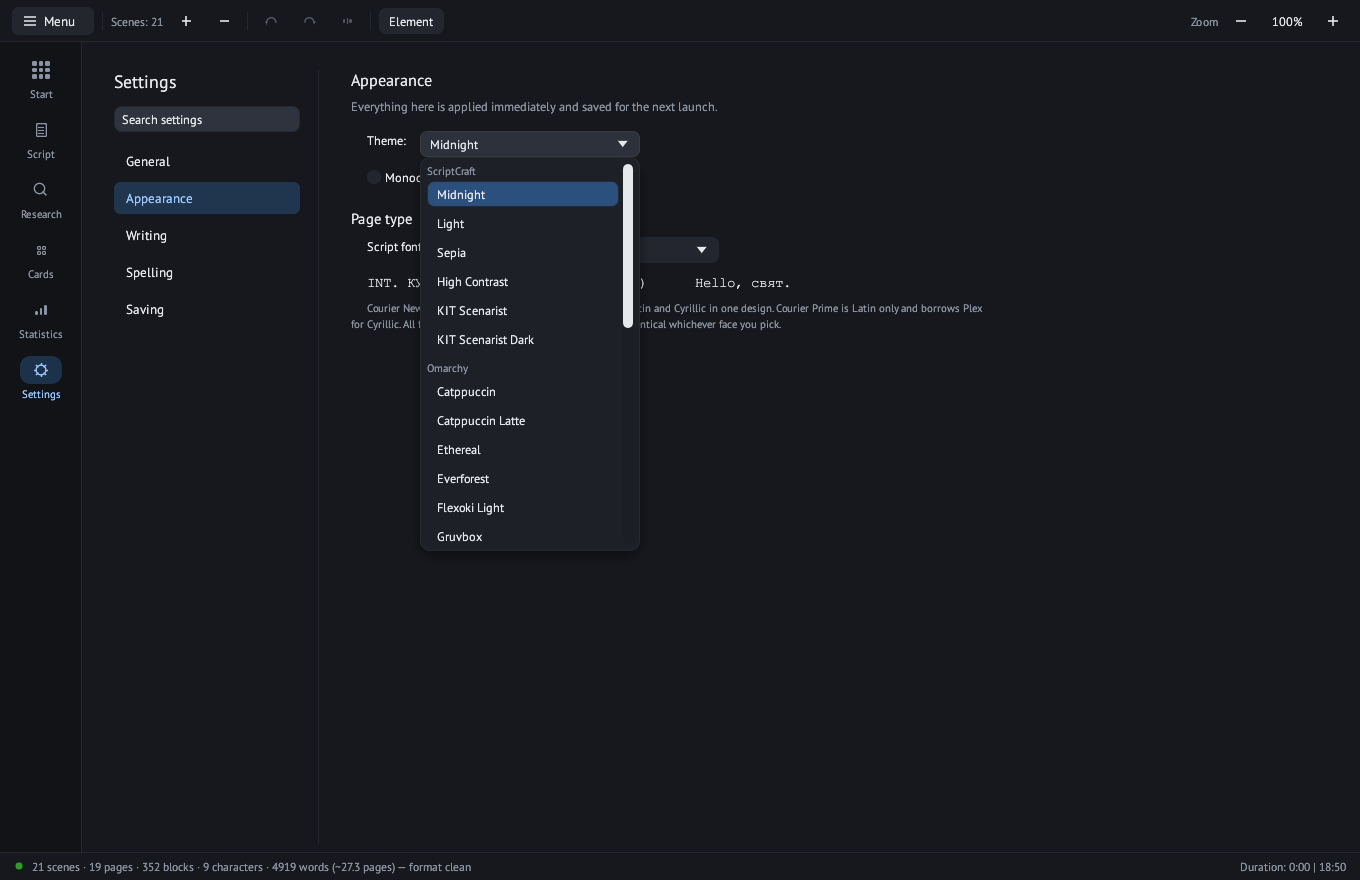 Menu
Scenes: 21
Element
Zoom
100%
Start
Script
Research
Cards
Statistics
Settings
Settings
Search settings
General
Appearance
Writing
Spelling
Saving
Appearance
Everything here is applied immediately and saved for the next launch.
Theme:
Midnight
ScriptCraft
Midnight
Light
Sepia
High Contrast
KIT Scenarist
KIT Scenarist Dark
Omarchy
Catppuccin
Catppuccin Latte
Ethereal
Everforest
Flexoki Light
Gruvbox
Page type
Script font
INT. ) Hello, свят.
Courier and Cyrillic in one design. Courier Prime is Latin only and borrows Plex
for Cyrillic. All whichever face you pick.
21 scenes · 19 pages · 352 blocks · 9 characters · 4919 words (~27.3 pages) — format clean
Duration: 0:00 | 18:50